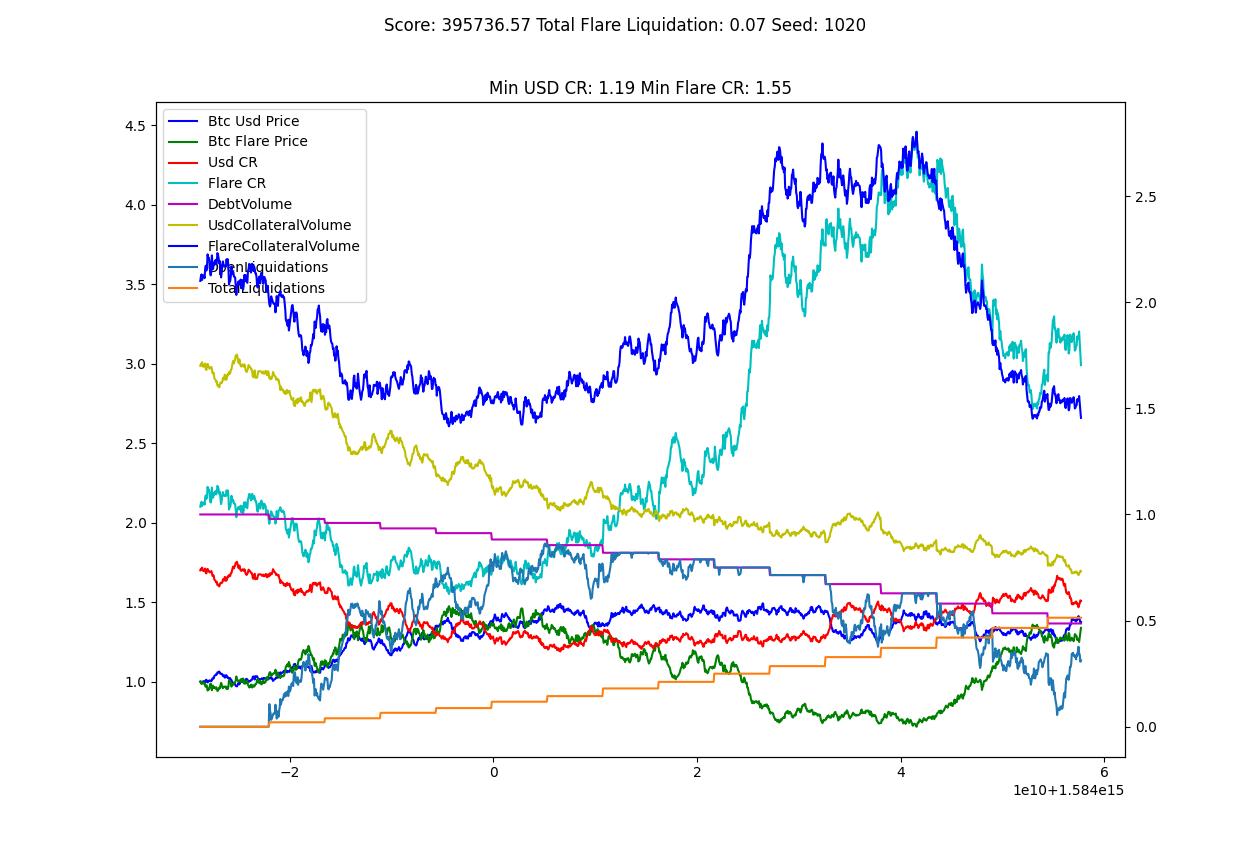 Score: 395736.57 Total Flare Liquidation: 0.07 Seed: 1020
Min USD CR: 1.19 Min Flare CR: 1.55
Btc Usd Price
Btc Flare Price
Usd CR
Flare CR
DebtVolume
UsdCollateralVolume
FlareCollateralVolume
OpenLiquidations
TotalLiquidations
4.5
4.0
3.5
3.0
2.5
2.0
1.5
1.0
2.5
2.0
1.5
1.0
0.5
0.0
−2
0
2
4
6
1e10+1.584e15